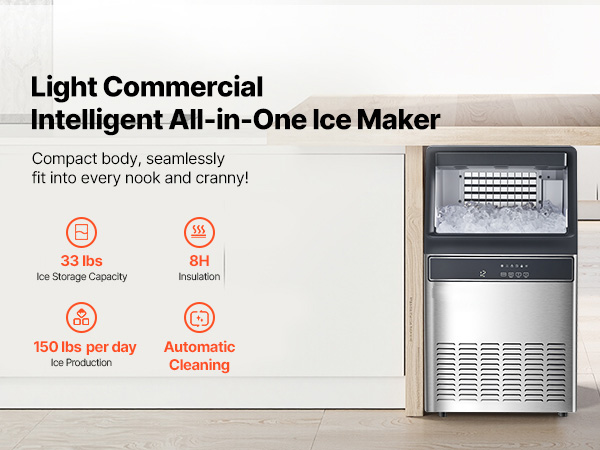 Light Commercial
Intelligent All-in-One Ice Maker
Compact body, seamlessly
fit into every nook and cranny!
33 lbs
Ice Storage Capacity
8H
Insulation
150 lbs per day
Ice Production
Automatic
Cleaning